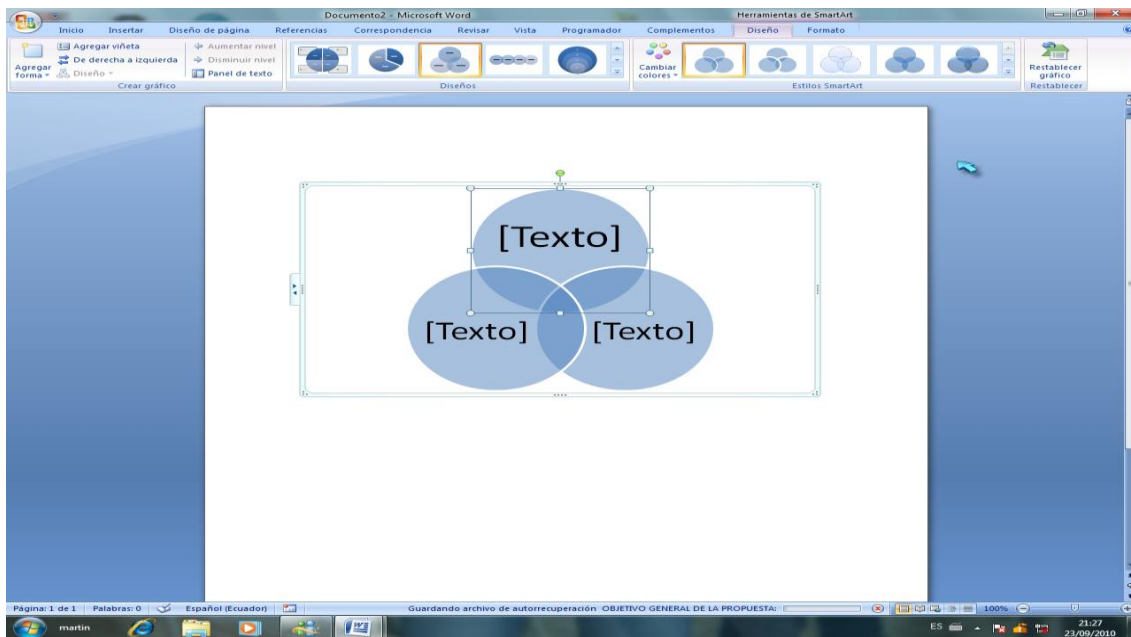 Documento2 - Microsoft Word
Herramientas de SmartArt
Inicio Insertar Diseño de página Referencias Correspondencia Revisar Vista Programador Complementos Diseño Formato
Agregar forma
Agregar viñeta
De derecha a izquierda
Diseño
Aumentar nivel
Disminuir nivel
Panel de texto
Cambiar colores
Restablecer gráfico
Crear gráfico Diseños Estilos SmartArt Restablecer
[Texto]
[Texto] [Texto]
Página: 1 de 1 Palabras: 0 Español (Ecuador) Guardando archivo de autorrecuperación OBJETIVO GENERAL DE LA PROPUESTA: 100%
martin ES 21:27
23/09/2010